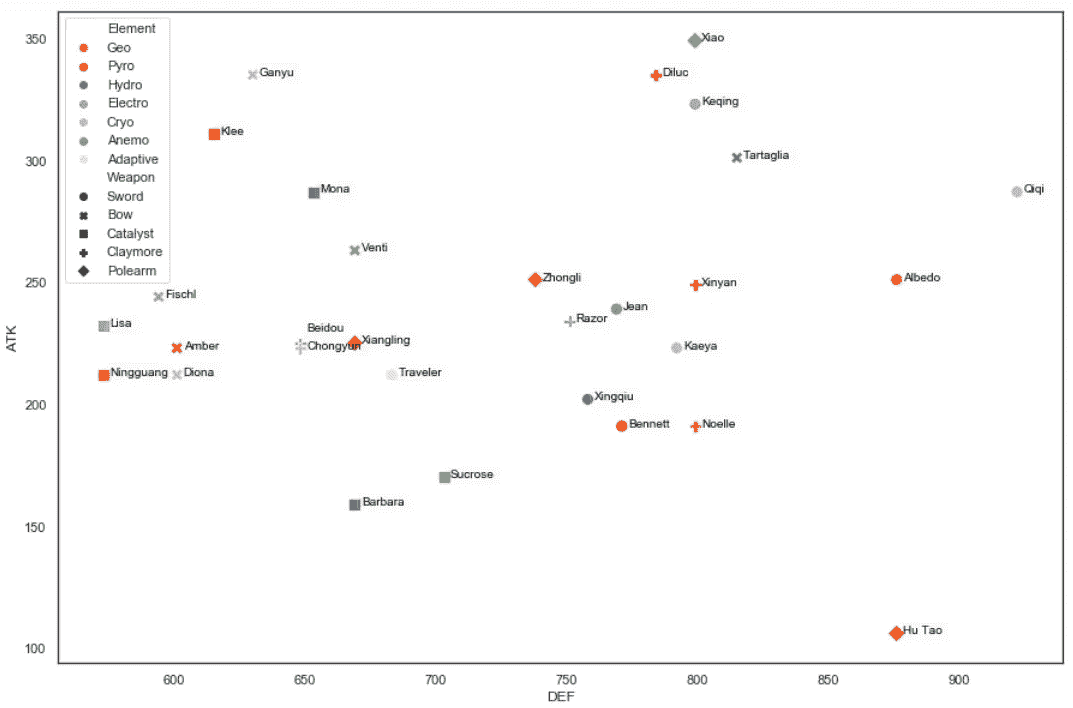 Element
Geo
Pyro
Hydro
Electro
Cryo
Anemo
Adaptive
Weapon
Sword
Bow
Catalyst
Claymore
Polearm
Xiao
Ganyu
Diluc
Keqing
Klee
Tartaglia
Mona
Qiqi
Venti
Zhongli
Xinyan
Albedo
Fischl
Jean
Lisa
Razor
Beidou
Chongyun
Xiangling
Amber
Kaeya
Ningguang
Diona
Traveler
Xingqiu
Bennett
Noelle
Sucrose
Barbara
Hu Tao
350
300
250
200
150
100
ATK
600 650 700 750 800 850 900
DEF